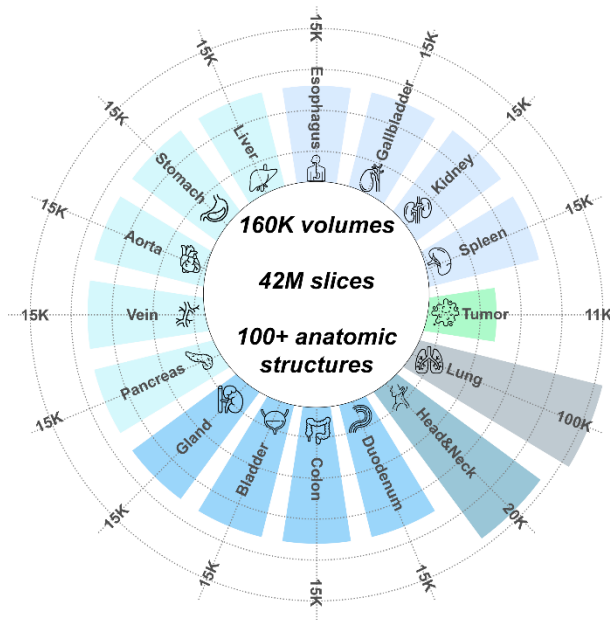 15K
Esophagus
15K
Gallbladder
15K
Kidney
15K
Spleen
11K
Tumor
100K
Lung
20K
Head&Neck
15K
Duodenum
15K
Colon
15K
Bladder
15K
Gland
15K
Pancreas
15K
Vein
15K
Aorta
15K
Stomach
15K
Liver
160K volumes
42M slices
100+ anatomic
structures